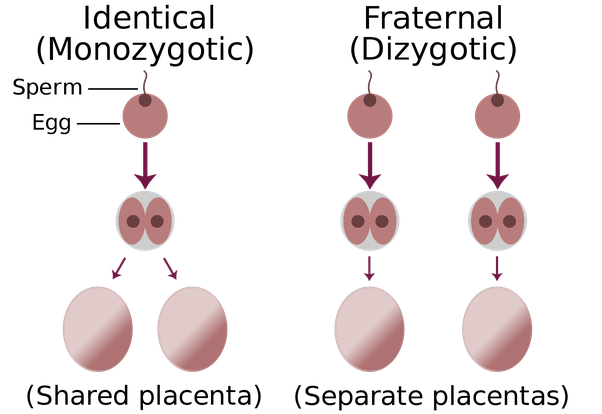 Identical
(Monozygotic)
Fraternal
(Dizygotic)
Sperm
Egg
(Shared placenta)
(Separate placentas)